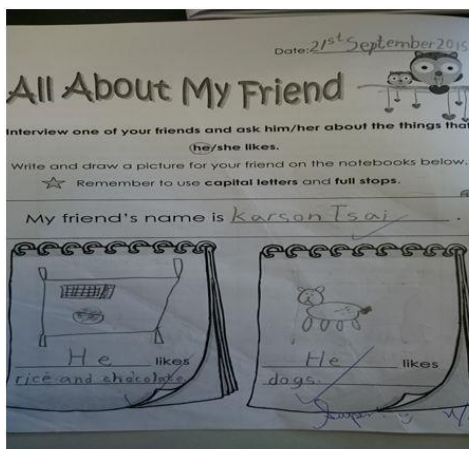 Date: 21st September 2015
All About My Friend
Interview one of your friends and ask him/her about the things that
he/she likes.
Write and draw a picture for your friend on the notebooks below.
Remember to use capital letters and full stops.
My friend's name is Karson Tsai.
He likes
rice and chocolate
He likes
dogs.
Super